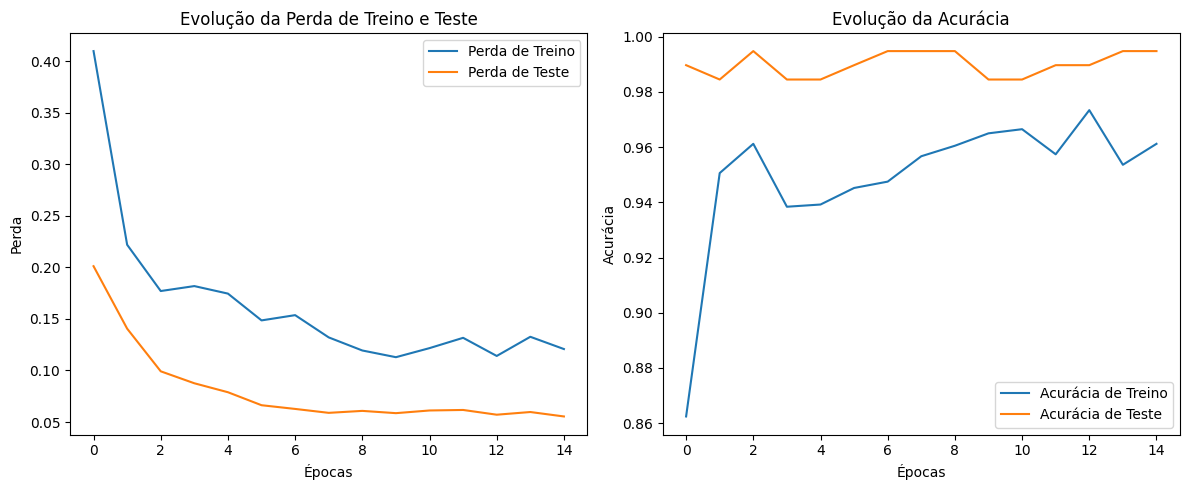 Evolução da Perda de Treino e Teste
0.40
0.35
0.30
0.25
0.20
0.15
0.10
0.05
Perda
0 2 4 6 8 10 12 14
Épocas
Perda de Treino
Perda de Teste
Evolução da Acurácia
1.00
0.98
0.96
0.94
0.92
0.90
0.88
0.86
Acurácia
0 2 4 6 8 10 12 14
Épocas
Acurácia de Treino
Acurácia de Teste